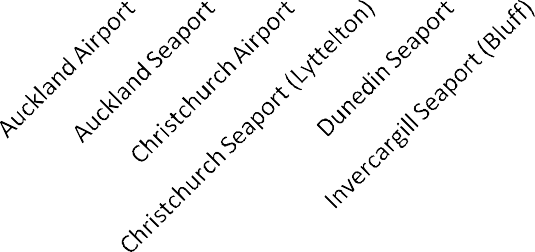 Auckland Airport
Auckland Seaport
Christchurch Airport
Christchurch Seaport (Lyttelton)
Dunedin Seaport
Invercargill Seaport (Bluff)